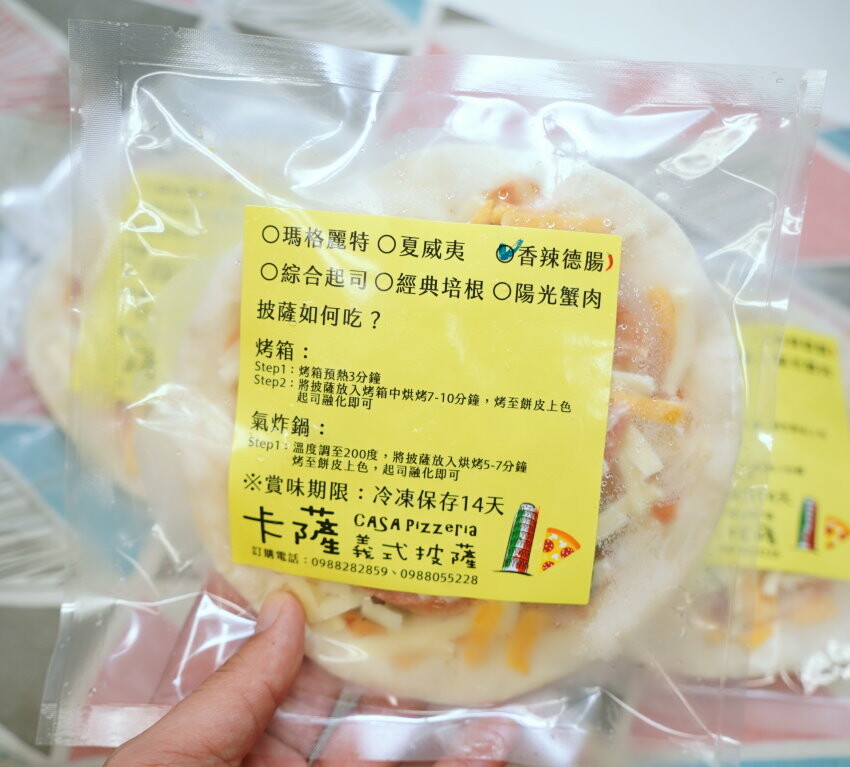 ○瑪格麗特 ○夏威夷 ○香辣德腸
○綜合起司 ○經典培根 ○陽光蟹肉
披薩如何吃？
烤箱：
Step1：烤箱預熱3分鐘
Step2：將披薩放入烤箱中烘烤7-10分鐘，烤至餅皮上色
起司融化即可
氣炸鍋：
Step1：溫度調至200度，將披薩放入烘烤5-7分鐘
烤至餅皮上色，起司融化即可
※賞味期限：冷凍保存14天
卡薩 CASA Pizzeria
義式披薩
訂購電話：0988282859、0988055228